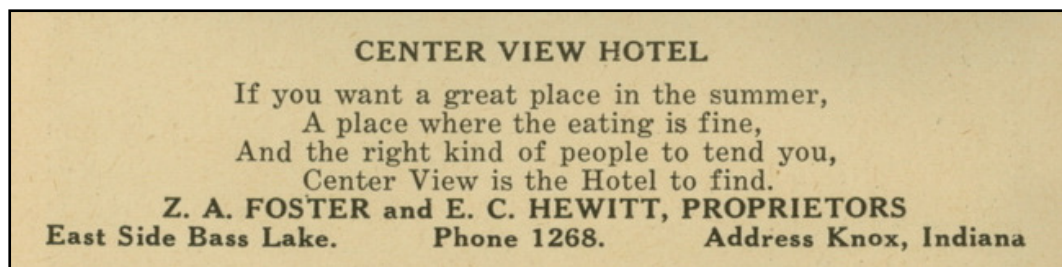 CENTER VIEW HOTEL
If you want a great place in the summer,
A place where the eating is fine,
And the right kind of people to tend you,
Center View is the Hotel to find.
Z. A. FOSTER and E. C. HEWITT, PROPRIETORS
East Side Bass Lake. Phone 1268. Address Knox, Indiana